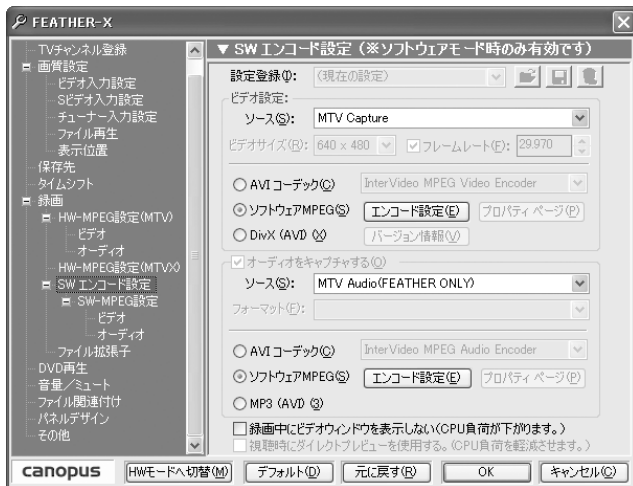 FEATHER-X
TVチャンネル登録
画質設定
ビデオ入力設定
Sビデオ入力設定
チューナー入力設定
ファイル再生
表示位置
保存先
タイムシフト
録画
HW-MPEG設定(MTV)
ビデオ
オーディオ
HW-MPEG設定(MTVX)
SW エンコード設定
SW-MPEG設定
ビデオ
オーディオ
ファイル拡張子
DVD再生
音量／ミュート
ファイル関連付け
パネルデザイン
その他
▼ SW エンコード設定 (※ソフトウェアモード時のみ有効です)
設定登録(I): (現在の設定)
ビデオ設定:
ソース(S): MTV Capture
ビデオサイズ(R): 640 x 480 フレームレート(F): 29.970
AVI コーデック(C) InterVideo MPEG Video Encoder
ソフトウェアMPEG(S) エンコード設定(E) プロパティ ページ(P)
DivX (AVI) (X) バージョン情報(V)
オーディオをキャプチャする(O)
ソース(S): MTV Audio(FEATHER ONLY)
フォーマット(F):
AVI コーデック(C) InterVideo MPEG Audio Encoder
ソフトウェアMPEG(S) エンコード設定(E) プロパティ ページ(P)
MP3 (AVI) (3)
録画中にビデオウィンドウを表示しない(CPU負荷が下がります。)
視聴時にダイレクトプレビューを使用する。(CPU負荷を軽減させます。)
canopus HWモードへ切替(M) デフォルト(D) 元に戻す(R) OK キャンセル(C)